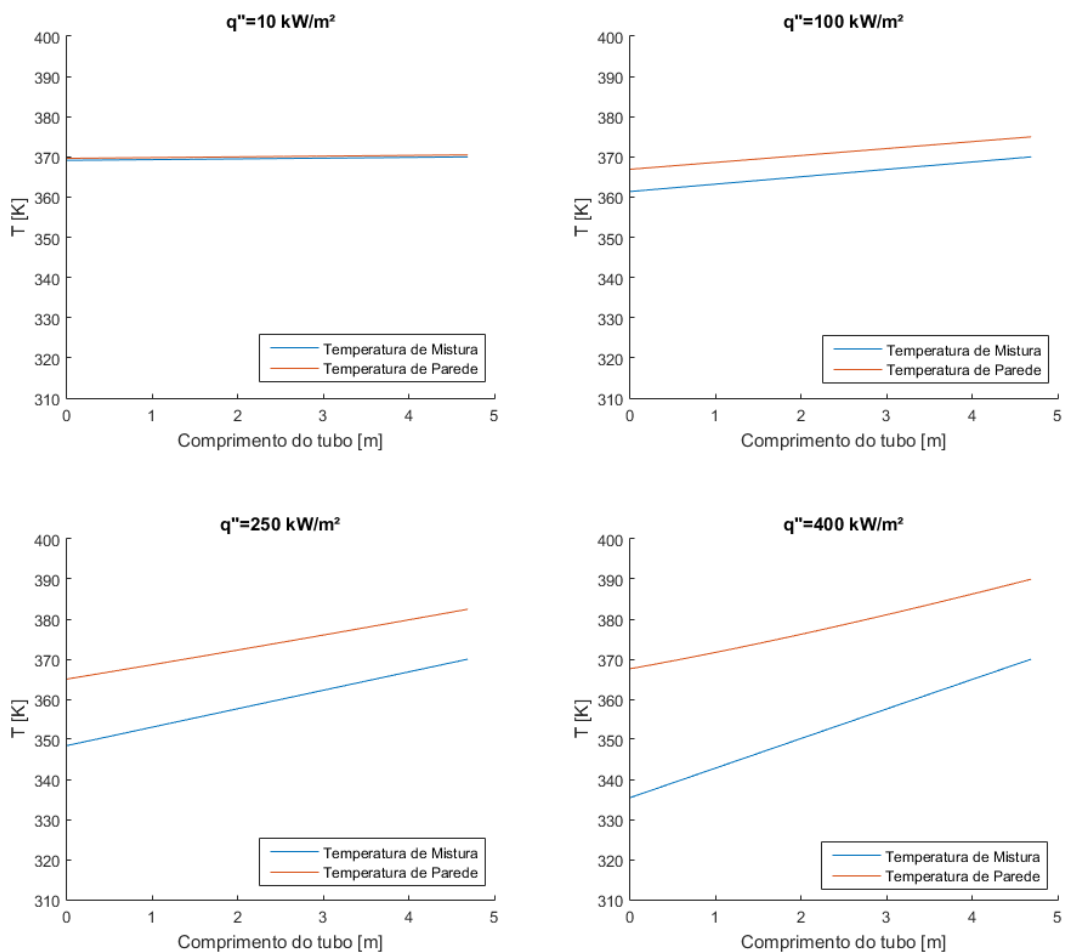 q"=10 kW/m²
400
390
380
370
360
350
340
330
320
310
T [K]
0 1 2 3 4 5
Comprimento do tubo [m]
Temperatura de Mistura
Temperatura de Parede
q"=100 kW/m²
400
390
380
370
360
350
340
330
320
310
T [K]
0 1 2 3 4 5
Comprimento do tubo [m]
Temperatura de Mistura
Temperatura de Parede
q"=250 kW/m²
400
390
380
370
360
350
340
330
320
310
T [K]
0 1 2 3 4 5
Comprimento do tubo [m]
Temperatura de Mistura
Temperatura de Parede
q"=400 kW/m²
400
390
380
370
360
350
340
330
320
310
T [K]
0 1 2 3 4 5
Comprimento do tubo [m]
Temperatura de Mistura
Temperatura de Parede